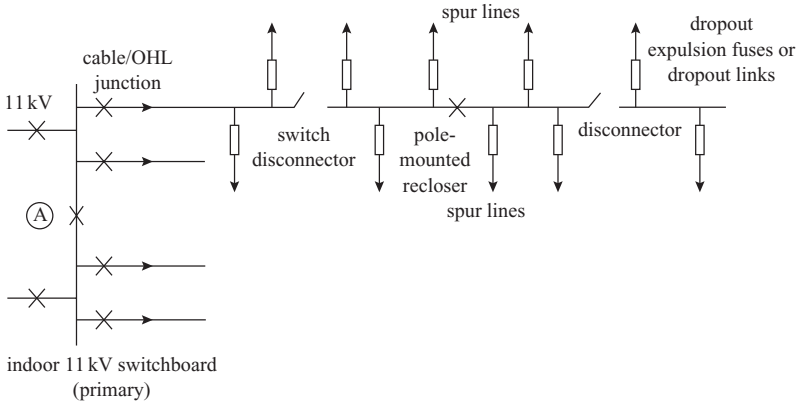 spur lines
dropout
expulsion fuses or
dropout links
cable/OHL
junction
11 kV
switch
disconnector
pole-
mounted
recloser
disconnector
spur lines
A
indoor 11 kV switchboard
(primary)